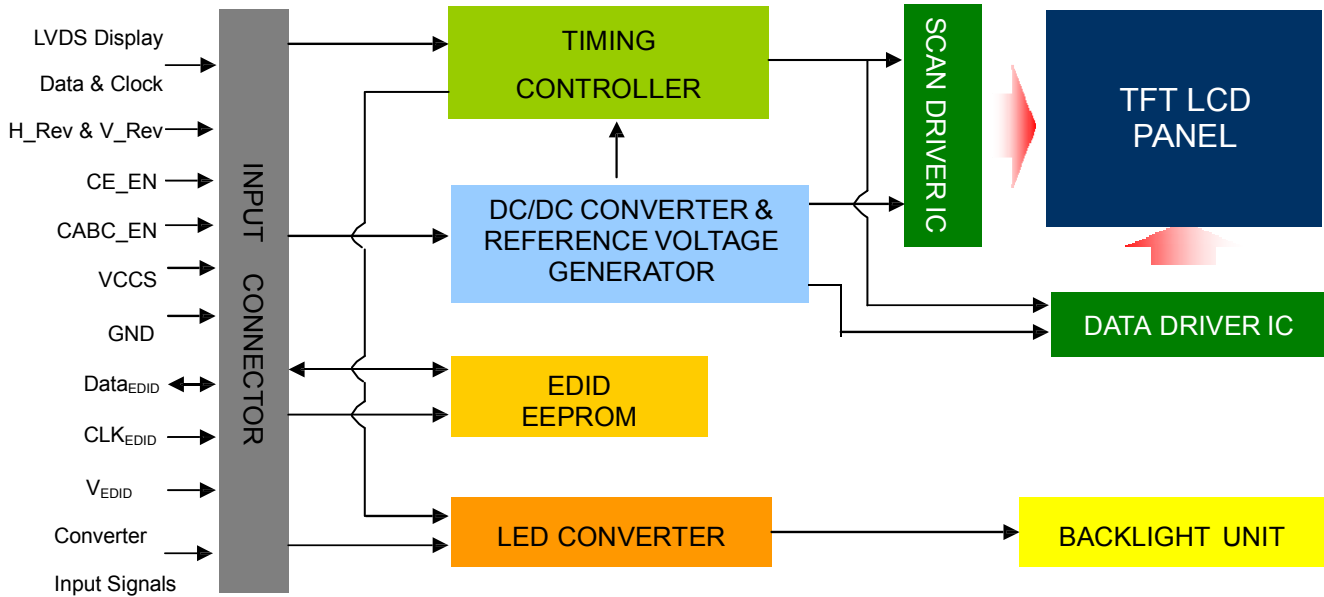 LVDS Display
Data & Clock
H_Rev & V_Rev
CE_EN
CABC_EN
VCCS
GND
DataEDID
CLKEDID
VEDID
Converter
Input Signals
INPUT CONNECTOR
TIMING
CONTROLLER
DC/DC CONVERTER &
REFERENCE VOLTAGE
GENERATOR
EDID
EEPROM
LED CONVERTER
SCAN DRIVER IC
TFT LCD
PANEL
DATA DRIVER IC
BACKLIGHT UNIT